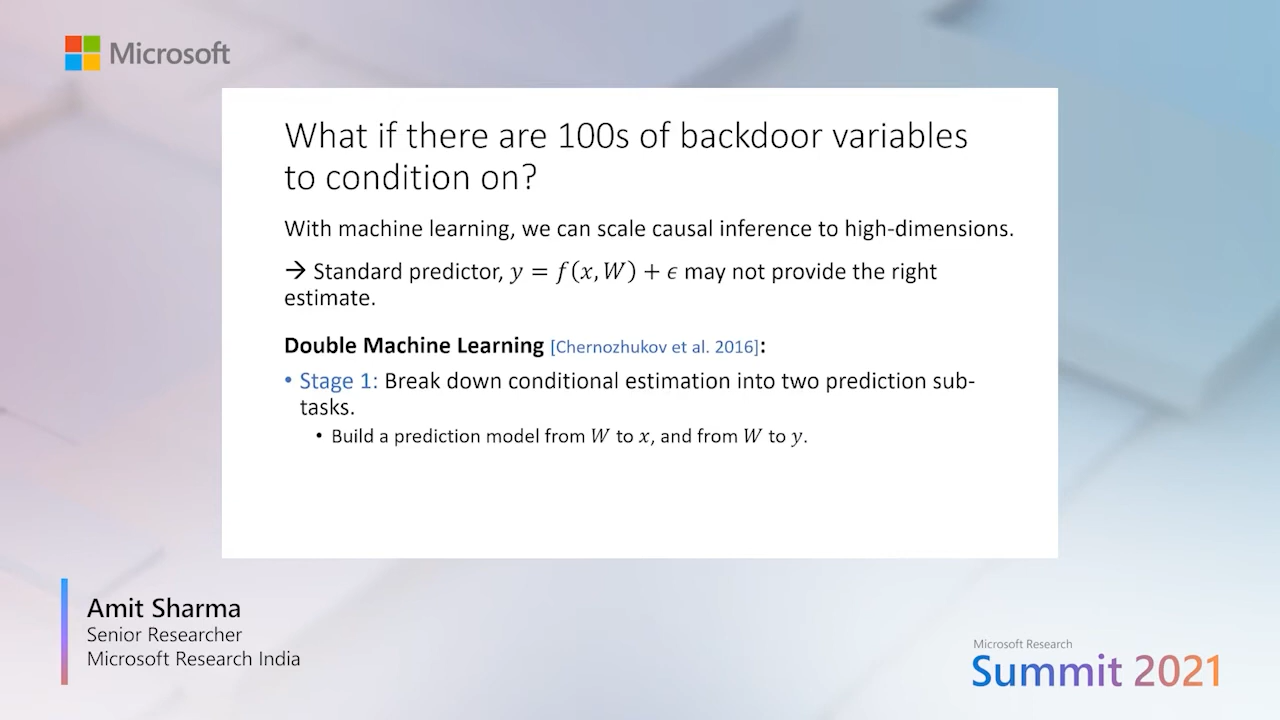 Microsoft
What if there are 100s of backdoor variables
to condition on?
With machine learning, we can scale causal inference to high-dimensions.
→ Standard predictor, y = f(x, W) + ϵ may not provide the right
estimate.
Double Machine Learning [Chernozhukov et al. 2016]:
• Stage 1: Break down conditional estimation into two prediction sub-
tasks.
• Build a prediction model from W to x, and from W to y.
Amit Sharma
Senior Researcher
Microsoft Research India
Microsoft Research
Summit 2021